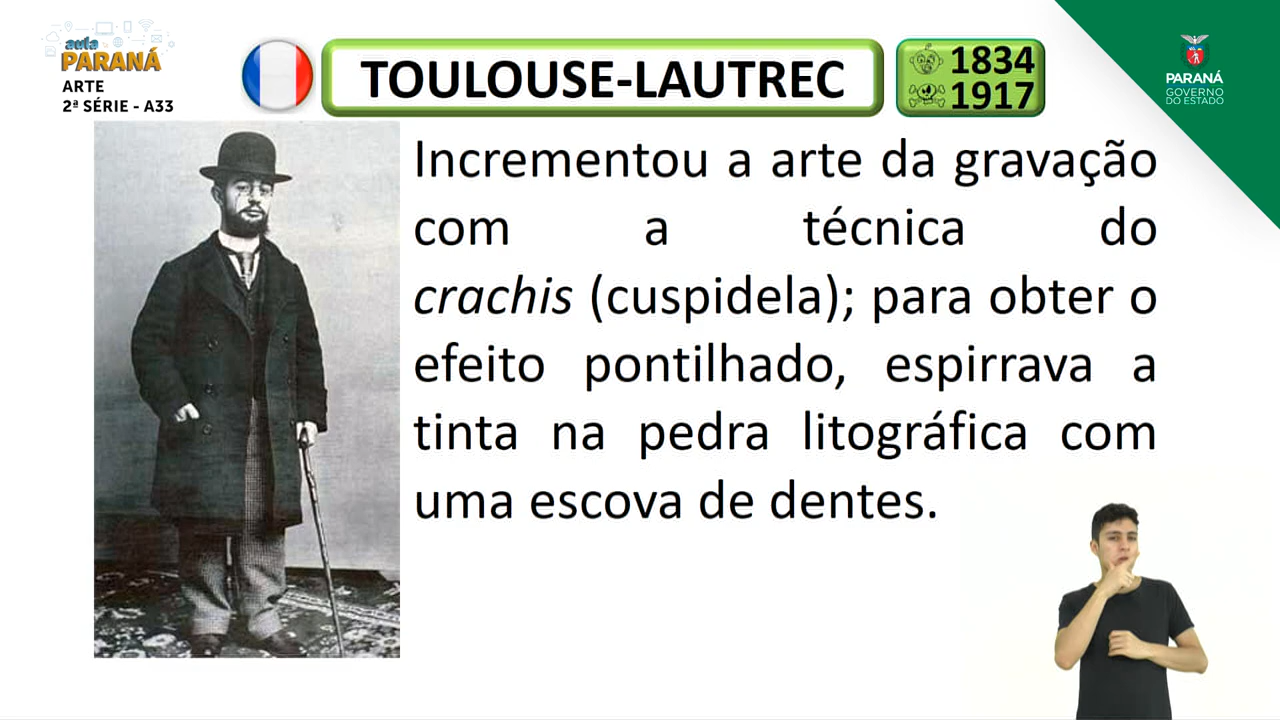 aula
PARANÁ
ARTE
2ª SÉRIE - A33
TOULOUSE-LAUTREC
1834
1917
PARANÁ
GOVERNO
DO ESTADO
Incrementou a arte da gravação
com a técnica do
crachis (cuspidela); para obter o
efeito pontilhado, espirrava a
tinta na pedra litográfica com
uma escova de dentes.